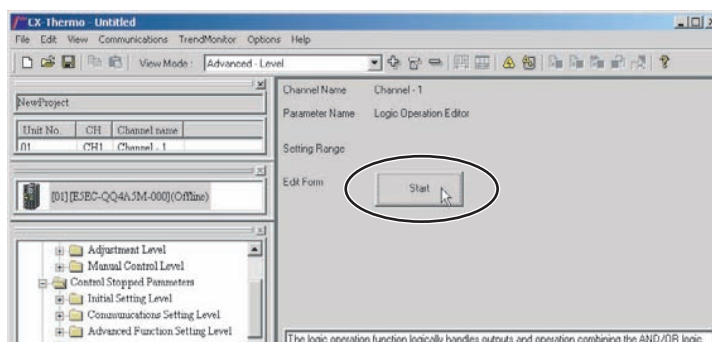 CX-Thermo - Untitled
File Edit View Communications TrendMonitor Options Help
View Mode : Advanced - Level
NewProject
Unit No. CH Channel name
01 CH1 Channel - 1
[01] [E5EC-QQ4A5M-000](Offline)
Adjustment Level
Manual Control Level
Control Stopped Parameters
Initial Setting Level
Communications Setting Level
Advanced Function Setting Level
Channel Name Channel - 1
Parameter Name Logic Operation Editor
Setting Range
Edit Form Start
The logic operation function logically handles outputs and operation combining the AND/OR logic